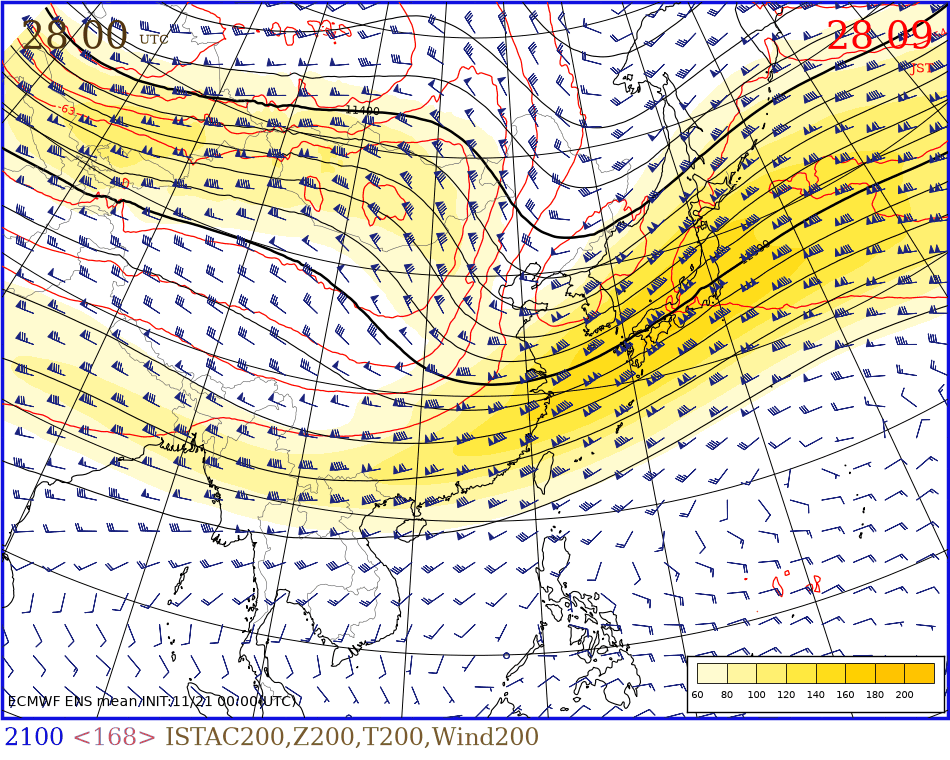 28 00 UTC
28 09
JST
-63
11400
ECMWF ENS mean/INIT:11/21 00:00(UTC)
60 80 100 120 140 160 180 200
2100 <168> ISTAC200,Z200,T200,Wind200